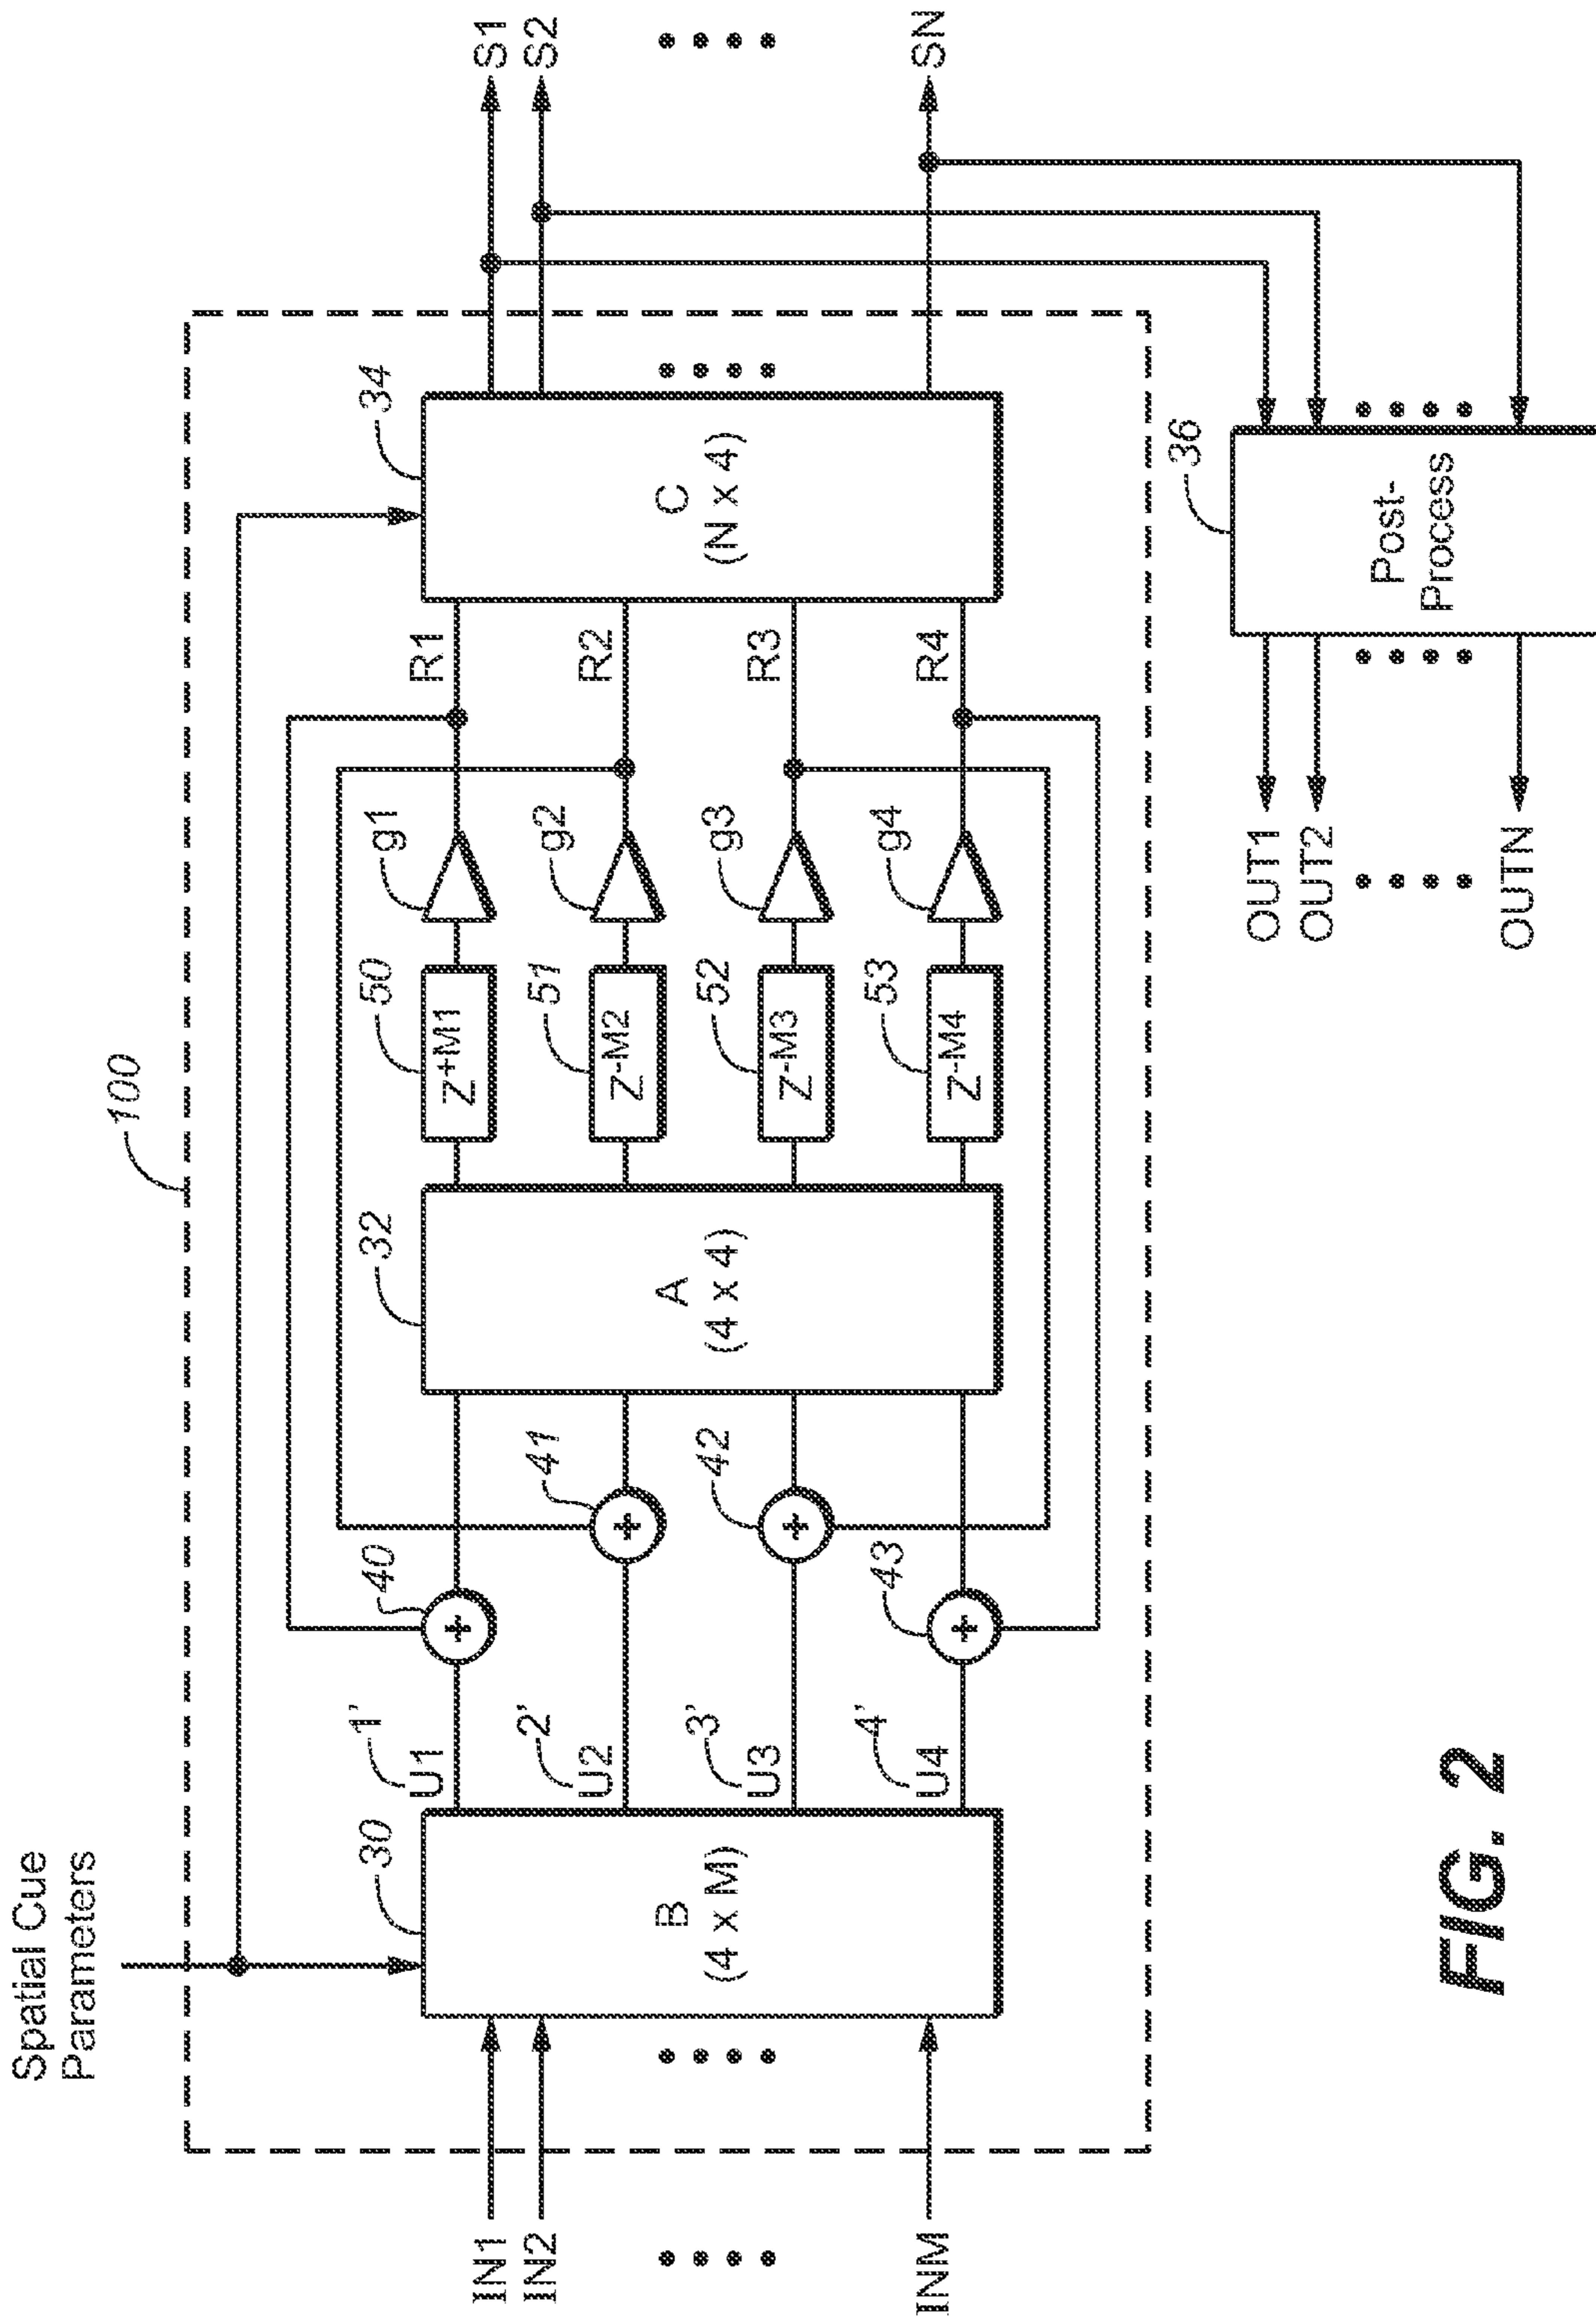 Spatial Cue
Parameters
100
30
1'
40
41
32
50
g1
34
IN1
IN2
INM
B
(4 x M)
U1
2'
U2
3'
U3
4'
U4
+
+
42
+
43
+
A
(4 x 4)
Z+M1
51
Z-M2
52
Z-M3
53
Z-M4
g2
g3
g4
R1
R2
R3
R4
C
(N x 4)
S1
S2
SN
36
Post-
Process
OUT1
OUT2
OUTN
FIG. 2